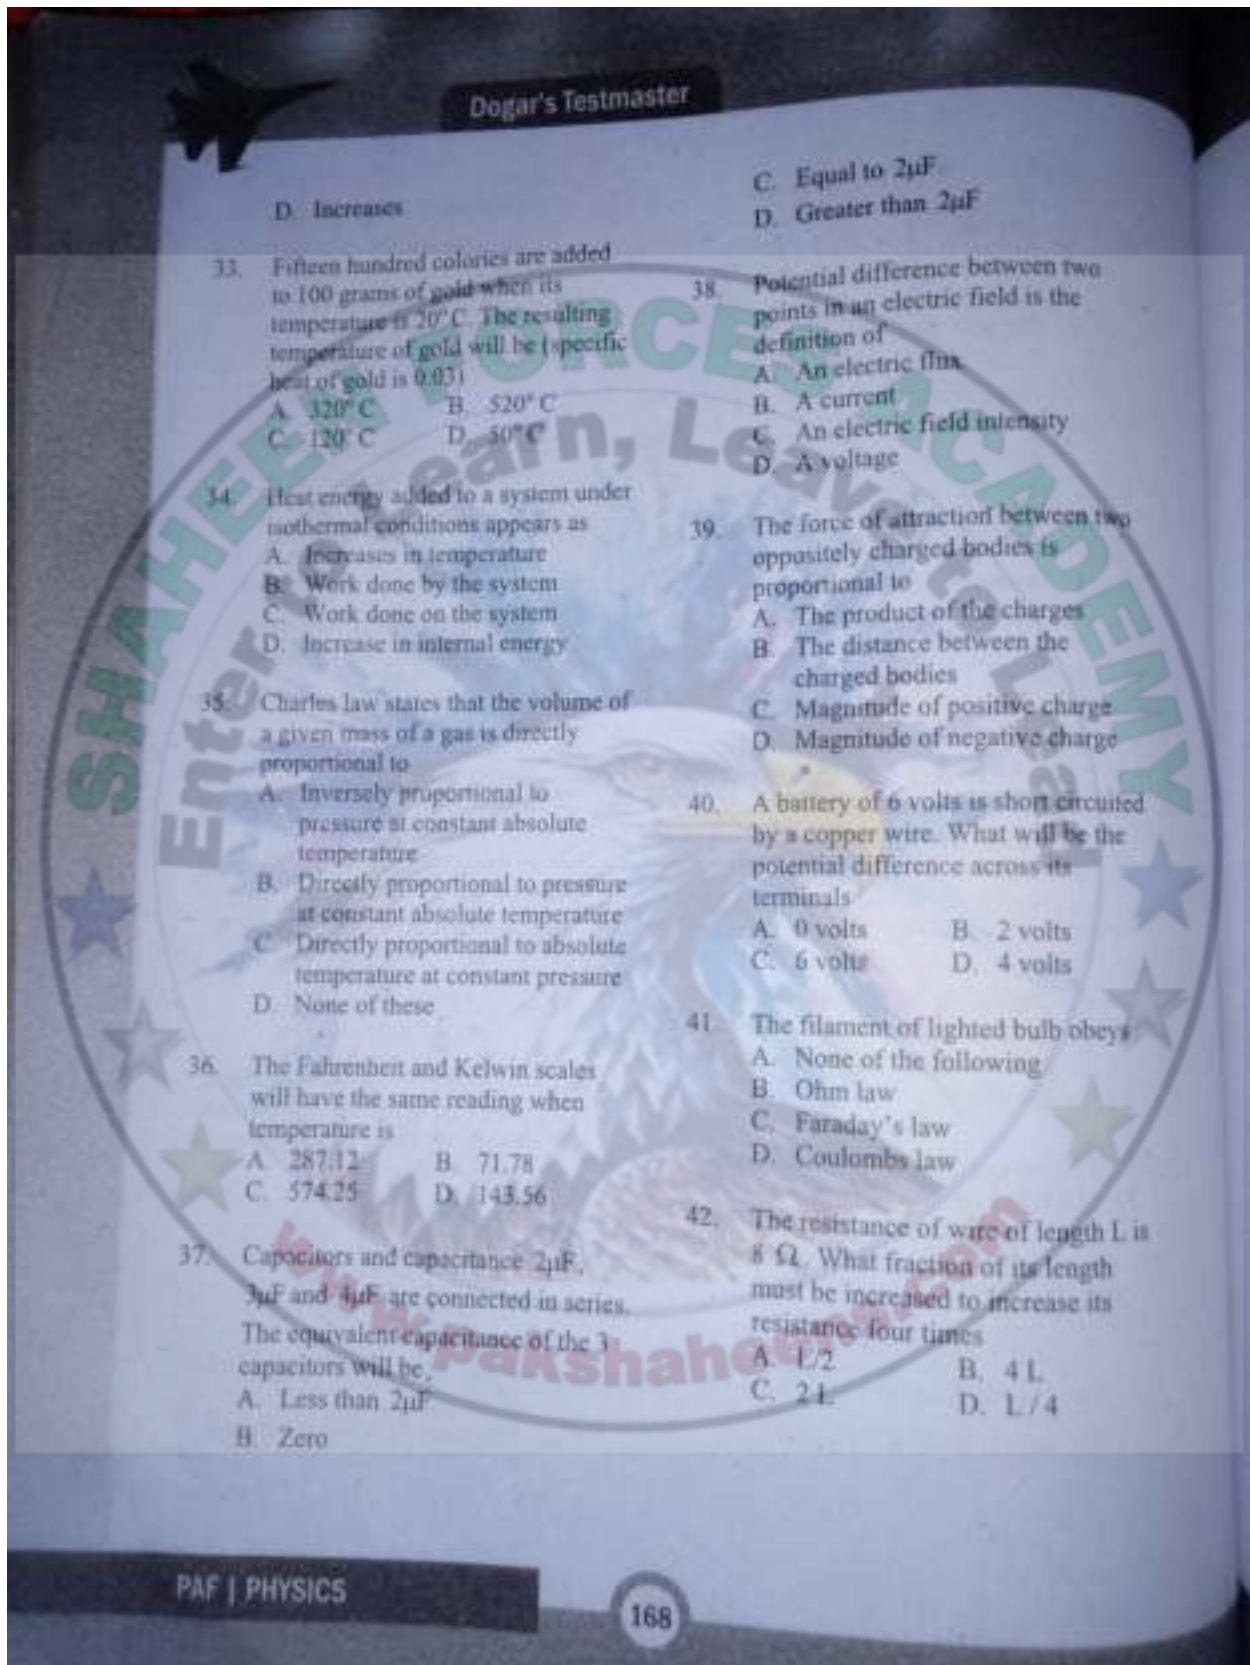 Dogar's Testmaster
D. Increases
33. Fifteen hundred colories are added
to 100 grams of gold when its
temperature is 20° C. The resulting
temperature of gold will be (specific
heat of gold is 0.03)
A. 320° C B. 520° C
C. 120° C D. 50° C
34. Heat energy added to a system under
isothermal conditions appears as
A. Increases in temperature
B. Work done by the system
C. Work done on the system
D. Increase in internal energy
35. Charles law states that the volume of
a given mass of a gas is directly
proportional to
A. Inversely proportional to
pressure at constant absolute
temperature
B. Directly proportional to pressure
at constant absolute temperature
C. Directly proportional to absolute
temperature at constant pressure
D. None of these
36. The Fahrenheit and Kelwin scales
will have the same reading when
temperature is
A. 287.12 B. 71.78
C. 574.25 D. 143.56
37. Capacitors and capacitance 2µF,
3µF and 4µF are connected in series.
The equivalent capacitance of the 3
capacitors will be,
A. Less than 2µF
B. Zero
C. Equal to 2µF
D. Greater than 2µF
38. Potential difference between two
points in an electric field is the
definition of
A. An electric flux
B. A current
C. An electric field intensity
D. A voltage
39. The force of attraction between two
oppositely charged bodies is
proportional to
A. The product of the charges
B. The distance between the
charged bodies
C. Magnitude of positive charge
D. Magnitude of negative charge
40. A battery of 6 volts is short circuited
by a copper wire. What will be the
potential difference across its
terminals
A. 0 volts B. 2 volts
C. 6 volts D. 4 volts
41. The filament of lighted bulb obeys
A. None of the following
B. Ohm law
C. Faraday's law
D. Coulombs law
42. The resistance of wire of length L is
8 Ω. What fraction of its length
must be increased to increase its
resistance four times
A. L/2 B. 4 L
C. 2 L D. L / 4
SHAHEEN FORCES ACADEMY
Enter to Learn, Leave to Lead
www.pakshaheens.com
PAF | PHYSICS
168